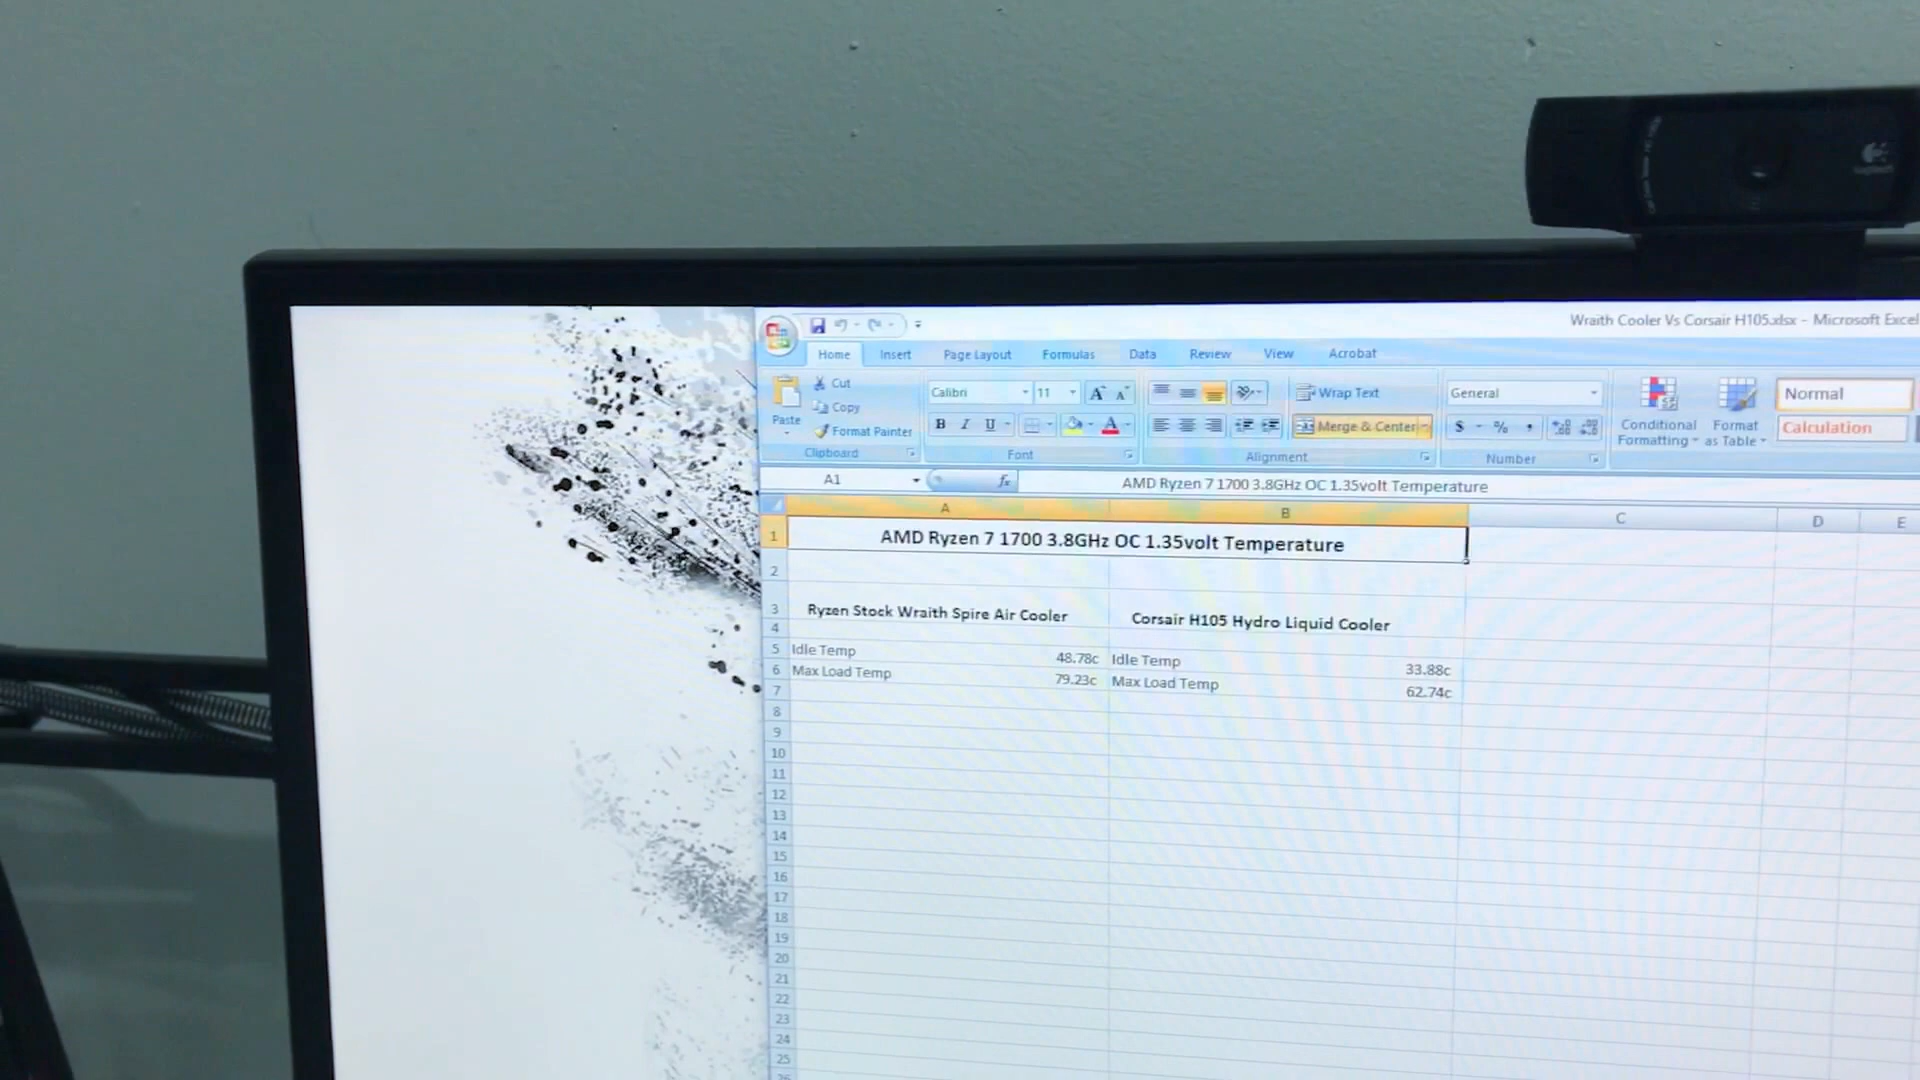 Logitech
Wraith Cooler Vs Corsair H105.xlsx - Microsoft Excel
Home Insert Page Layout Formulas Data Review View Acrobat
Paste
Cut
Copy
Format Painter
Clipboard
Calibri 11
B I U
Font
Wrap Text
Merge & Center
Alignment
General
$ % ,
Number
Conditional
Formatting
Format
as Table
Normal
Calculation
A1 fx AMD Ryzen 7 1700 3.8GHz OC 1.35volt Temperature
A B C D E
1 AMD Ryzen 7 1700 3.8GHz OC 1.35volt Temperature
2
3 Ryzen Stock Wraith Spire Air Cooler Corsair H105 Hydro Liquid Cooler
4
5 Idle Temp 48.78c Idle Temp 33.88c
6 Max Load Temp 79.23c Max Load Temp 62.74c
7
8
9
10
11
12
13
14
15
16
17
18
19
20
21
22
23
24
25